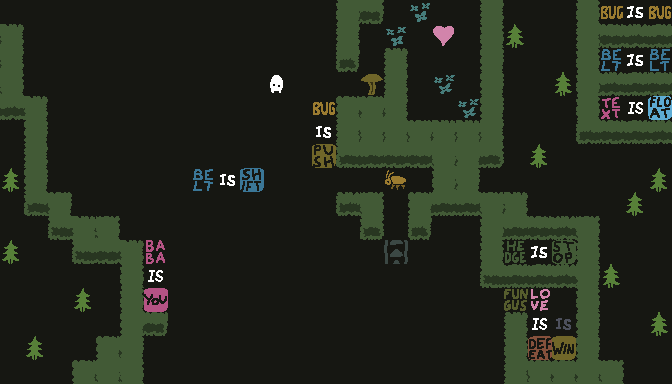 BUG IS BUG
BELT IS BELT
TEXT IS FLOAT
BUG
IS
PUSH
BELT IS SHIFT
BABA
IS
YOU
HEDGE IS STOP
FUNGUS LOVE
IS IS
DEFEAT WIN